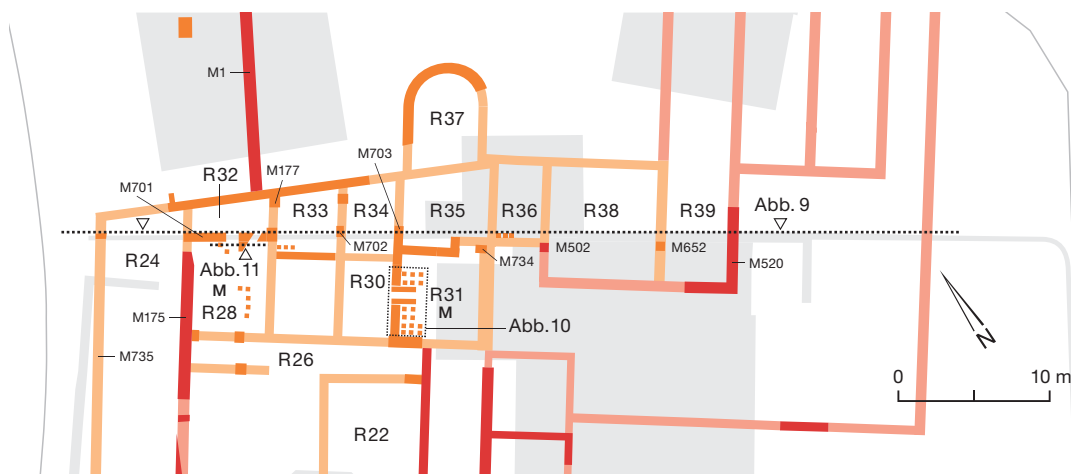 M1
R37
M703
R32
M177
M701
R33
R34
R35
R36
R38
R39
Abb. 9
M702
M502
M652
R24
M734
M520
Abb. 11
M
R30
R31
M
R28
M175
Abb. 10
M735
R26
N
0
10 m
R22